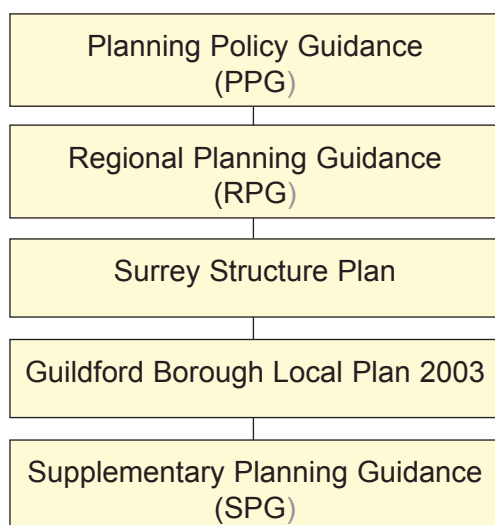 Planning Policy Guidance
(PPG)
Regional Planning Guidance
(RPG)
Surrey Structure Plan
Guildford Borough Local Plan 2003
Supplementary Planning Guidance
(SPG)